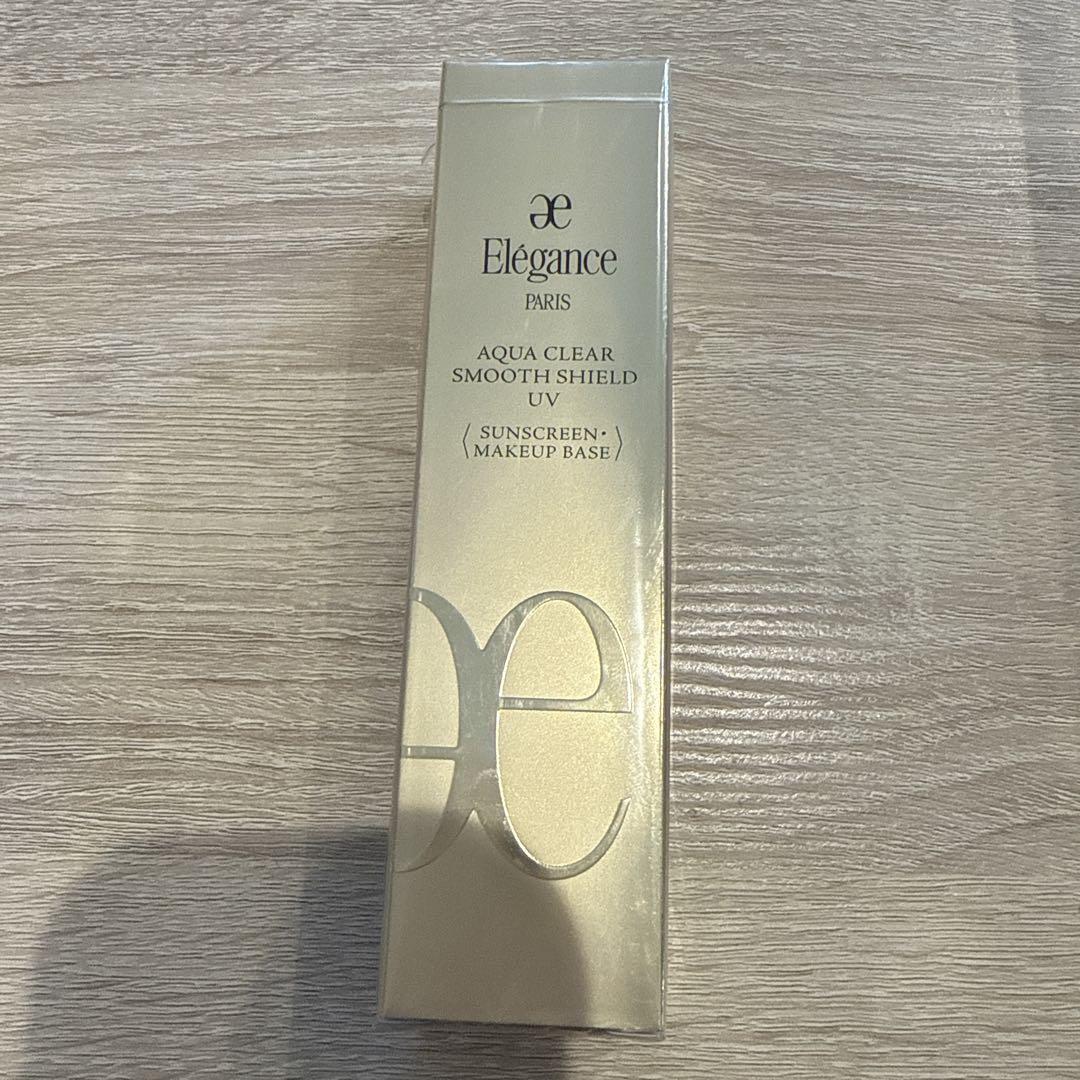 æ
Elégance
PARIS
AQUA CLEAR
SMOOTH SHIELD
UV
〈 SUNSCREEN・
MAKEUP BASE 〉
æ